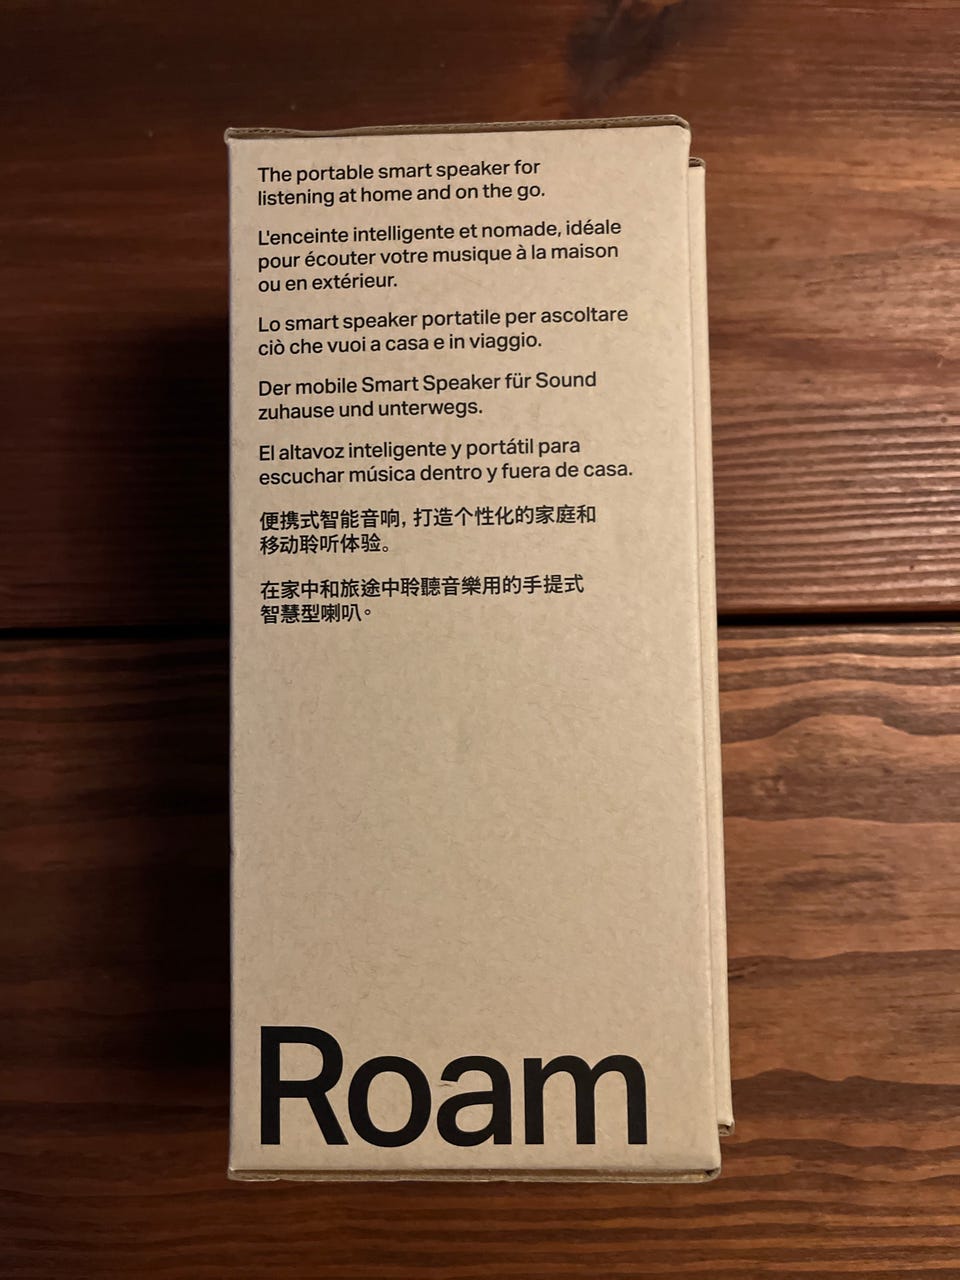 The portable smart speaker for
listening at home and on the go.
L'enceinte intelligente et nomade, idéale
pour écouter votre musique à la maison
ou en extérieur.
Lo smart speaker portatile per ascoltare
ciò che vuoi a casa e in viaggio.
Der mobile Smart Speaker für Sound
zuhause und unterwegs.
El altavoz inteligente y portátil para
escuchar música dentro y fuera de casa.
便携式智能音响, 打造个性化的家庭和
移动聆听体验。
在家中和旅途中聆聽音樂用的手提式
智慧型喇叭。
Roam